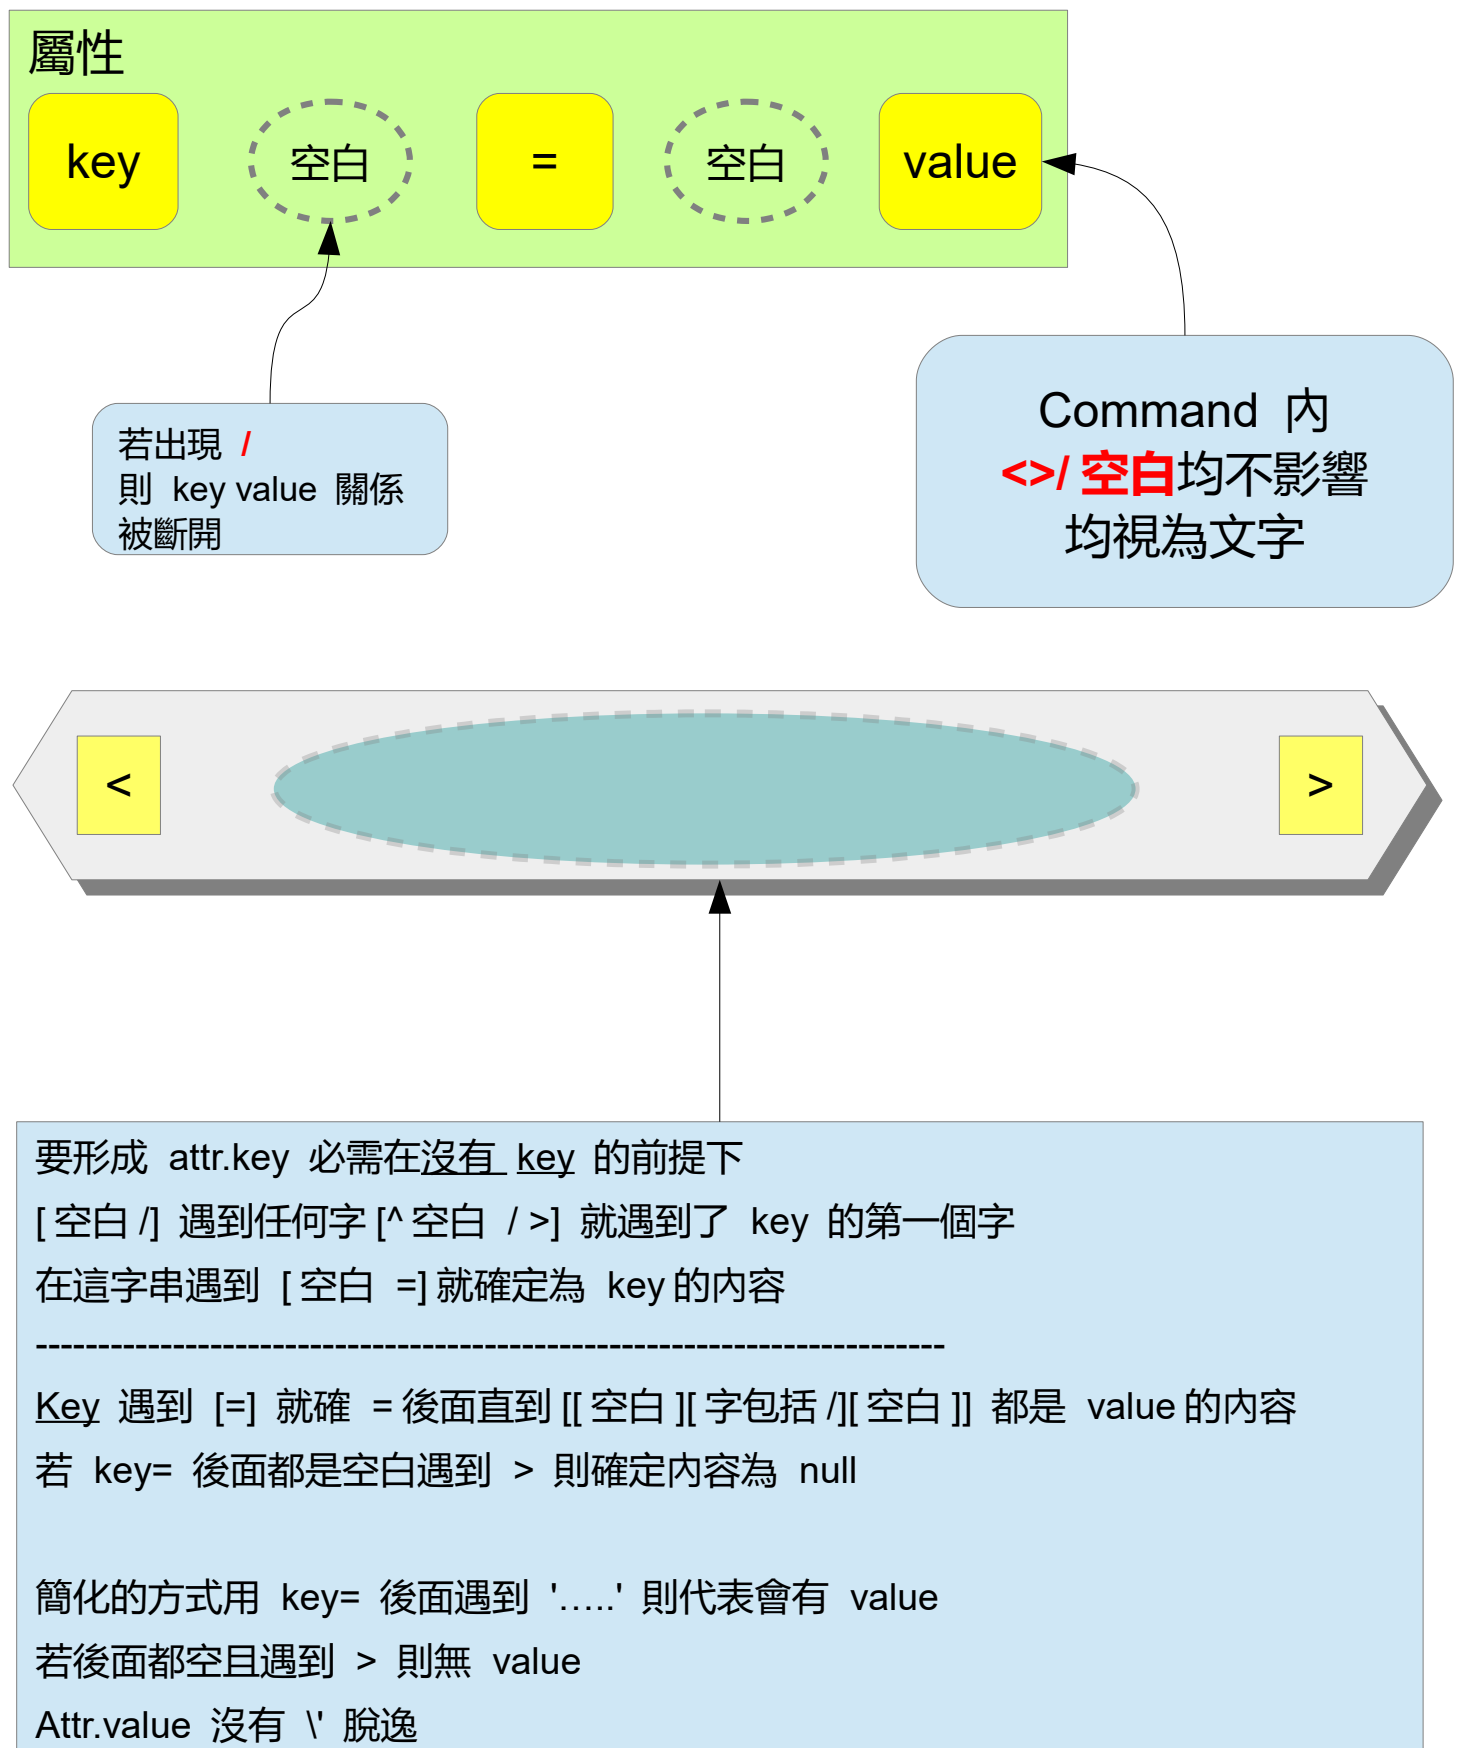 屬性
key 空白 = 空白 value
若出現 /
則 key value 關係
被斷開
Command 內
<>/ 空白均不影響
均視為文字
< >
要形成 attr.key 必需在沒有 key 的前提下
[ 空白 /] 遇到任何字 [^ 空白 / >] 就遇到了 key 的第一個字
在這字串遇到 [ 空白 =] 就確定為 key 的內容
--------------------------------------------------------------------------
Key 遇到 [=] 就確 = 後面直到 [[ 空白 ][ 字包括 /][ 空白 ]] 都是 value 的內容
若 key= 後面都是空白遇到 > 則確定內容為 null
簡化的方式用 key= 後面遇到 '…..' 則代表會有 value
若後面都空且遇到 > 則無 value
Attr.value 沒有 \' 脫逸